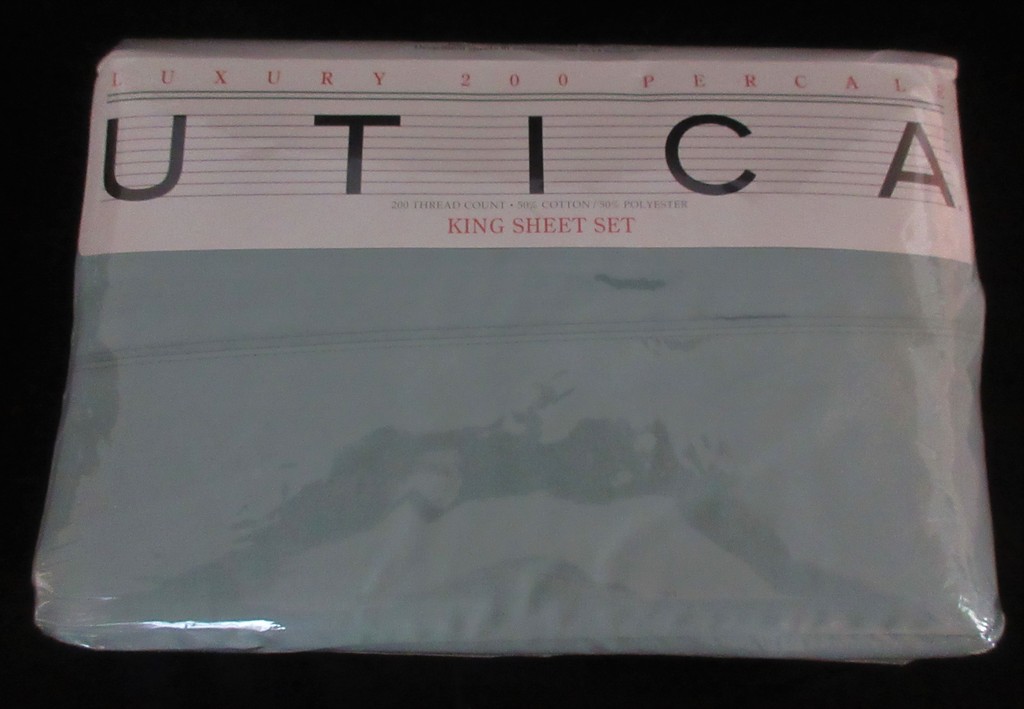 LUXURY 200 PERCALE
UTICA
200 THREAD COUNT • 50% COTTON / 50% POLYESTER
KING SHEET SET